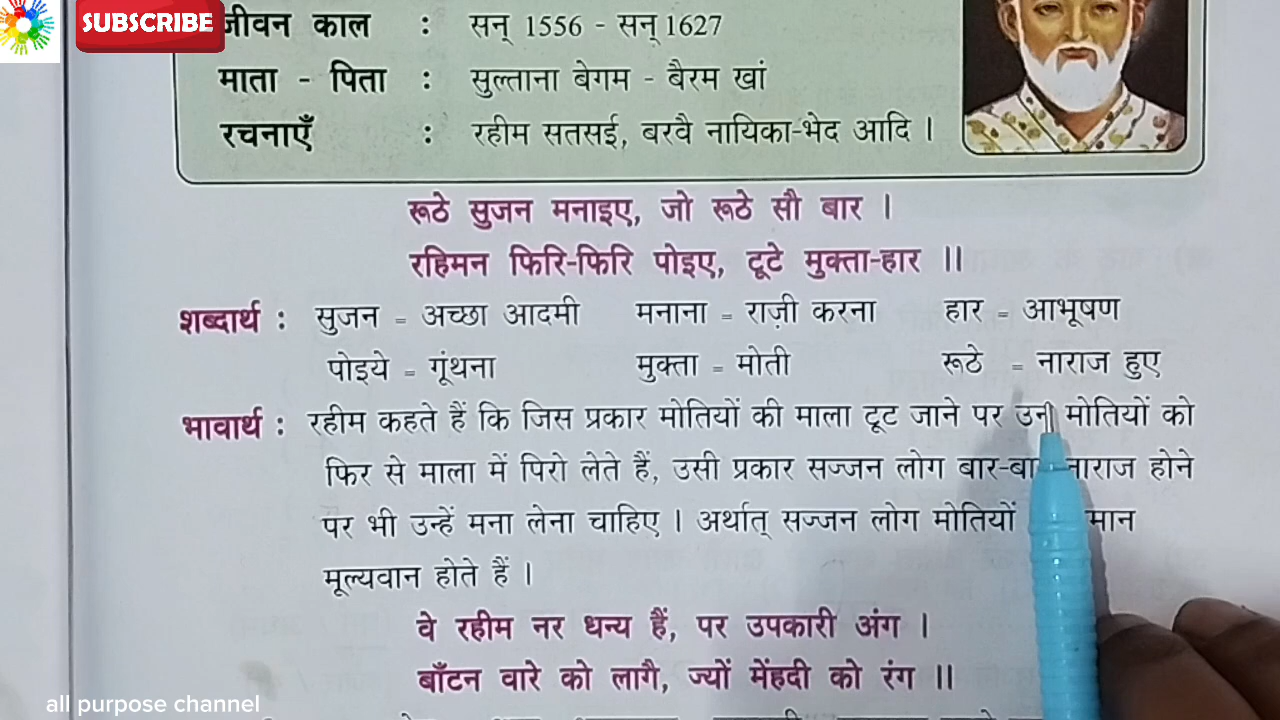 SUBSCRIBE
जीवन काल : सन् 1556 - सन् 1627
माता - पिता : सुल्ताना बेगम - बैरम खां
रचनाएँ : रहीम सतसई, बरवै नायिका-भेद आदि ।
रूठे सुजन मनाइए, जो रूठे सौ बार ।
रहिमन फिरि-फिरि पोइए, टूटे मुक्ता-हार ।।
शब्दार्थ : सुजन - अच्छा आदमी मनाना - राज़ी करना हार - आभूषण
पोइये - गूंथना मुक्ता - मोती रूठे - नाराज हुए
भावार्थ : रहीम कहते हैं कि जिस प्रकार मोतियों की माला टूट जाने पर उन मोतियों को
फिर से माला में पिरो लेते हैं, उसी प्रकार सज्जन लोग बार-बार नाराज होने
पर भी उन्हें मना लेना चाहिए । अर्थात् सज्जन लोग मोतियों मान
मूल्यवान होते हैं ।
वे रहीम नर धन्य हैं, पर उपकारी अंग ।
बाँटन वारे को लागै, ज्यों मेंहदी को रंग ।।
all purpose channel